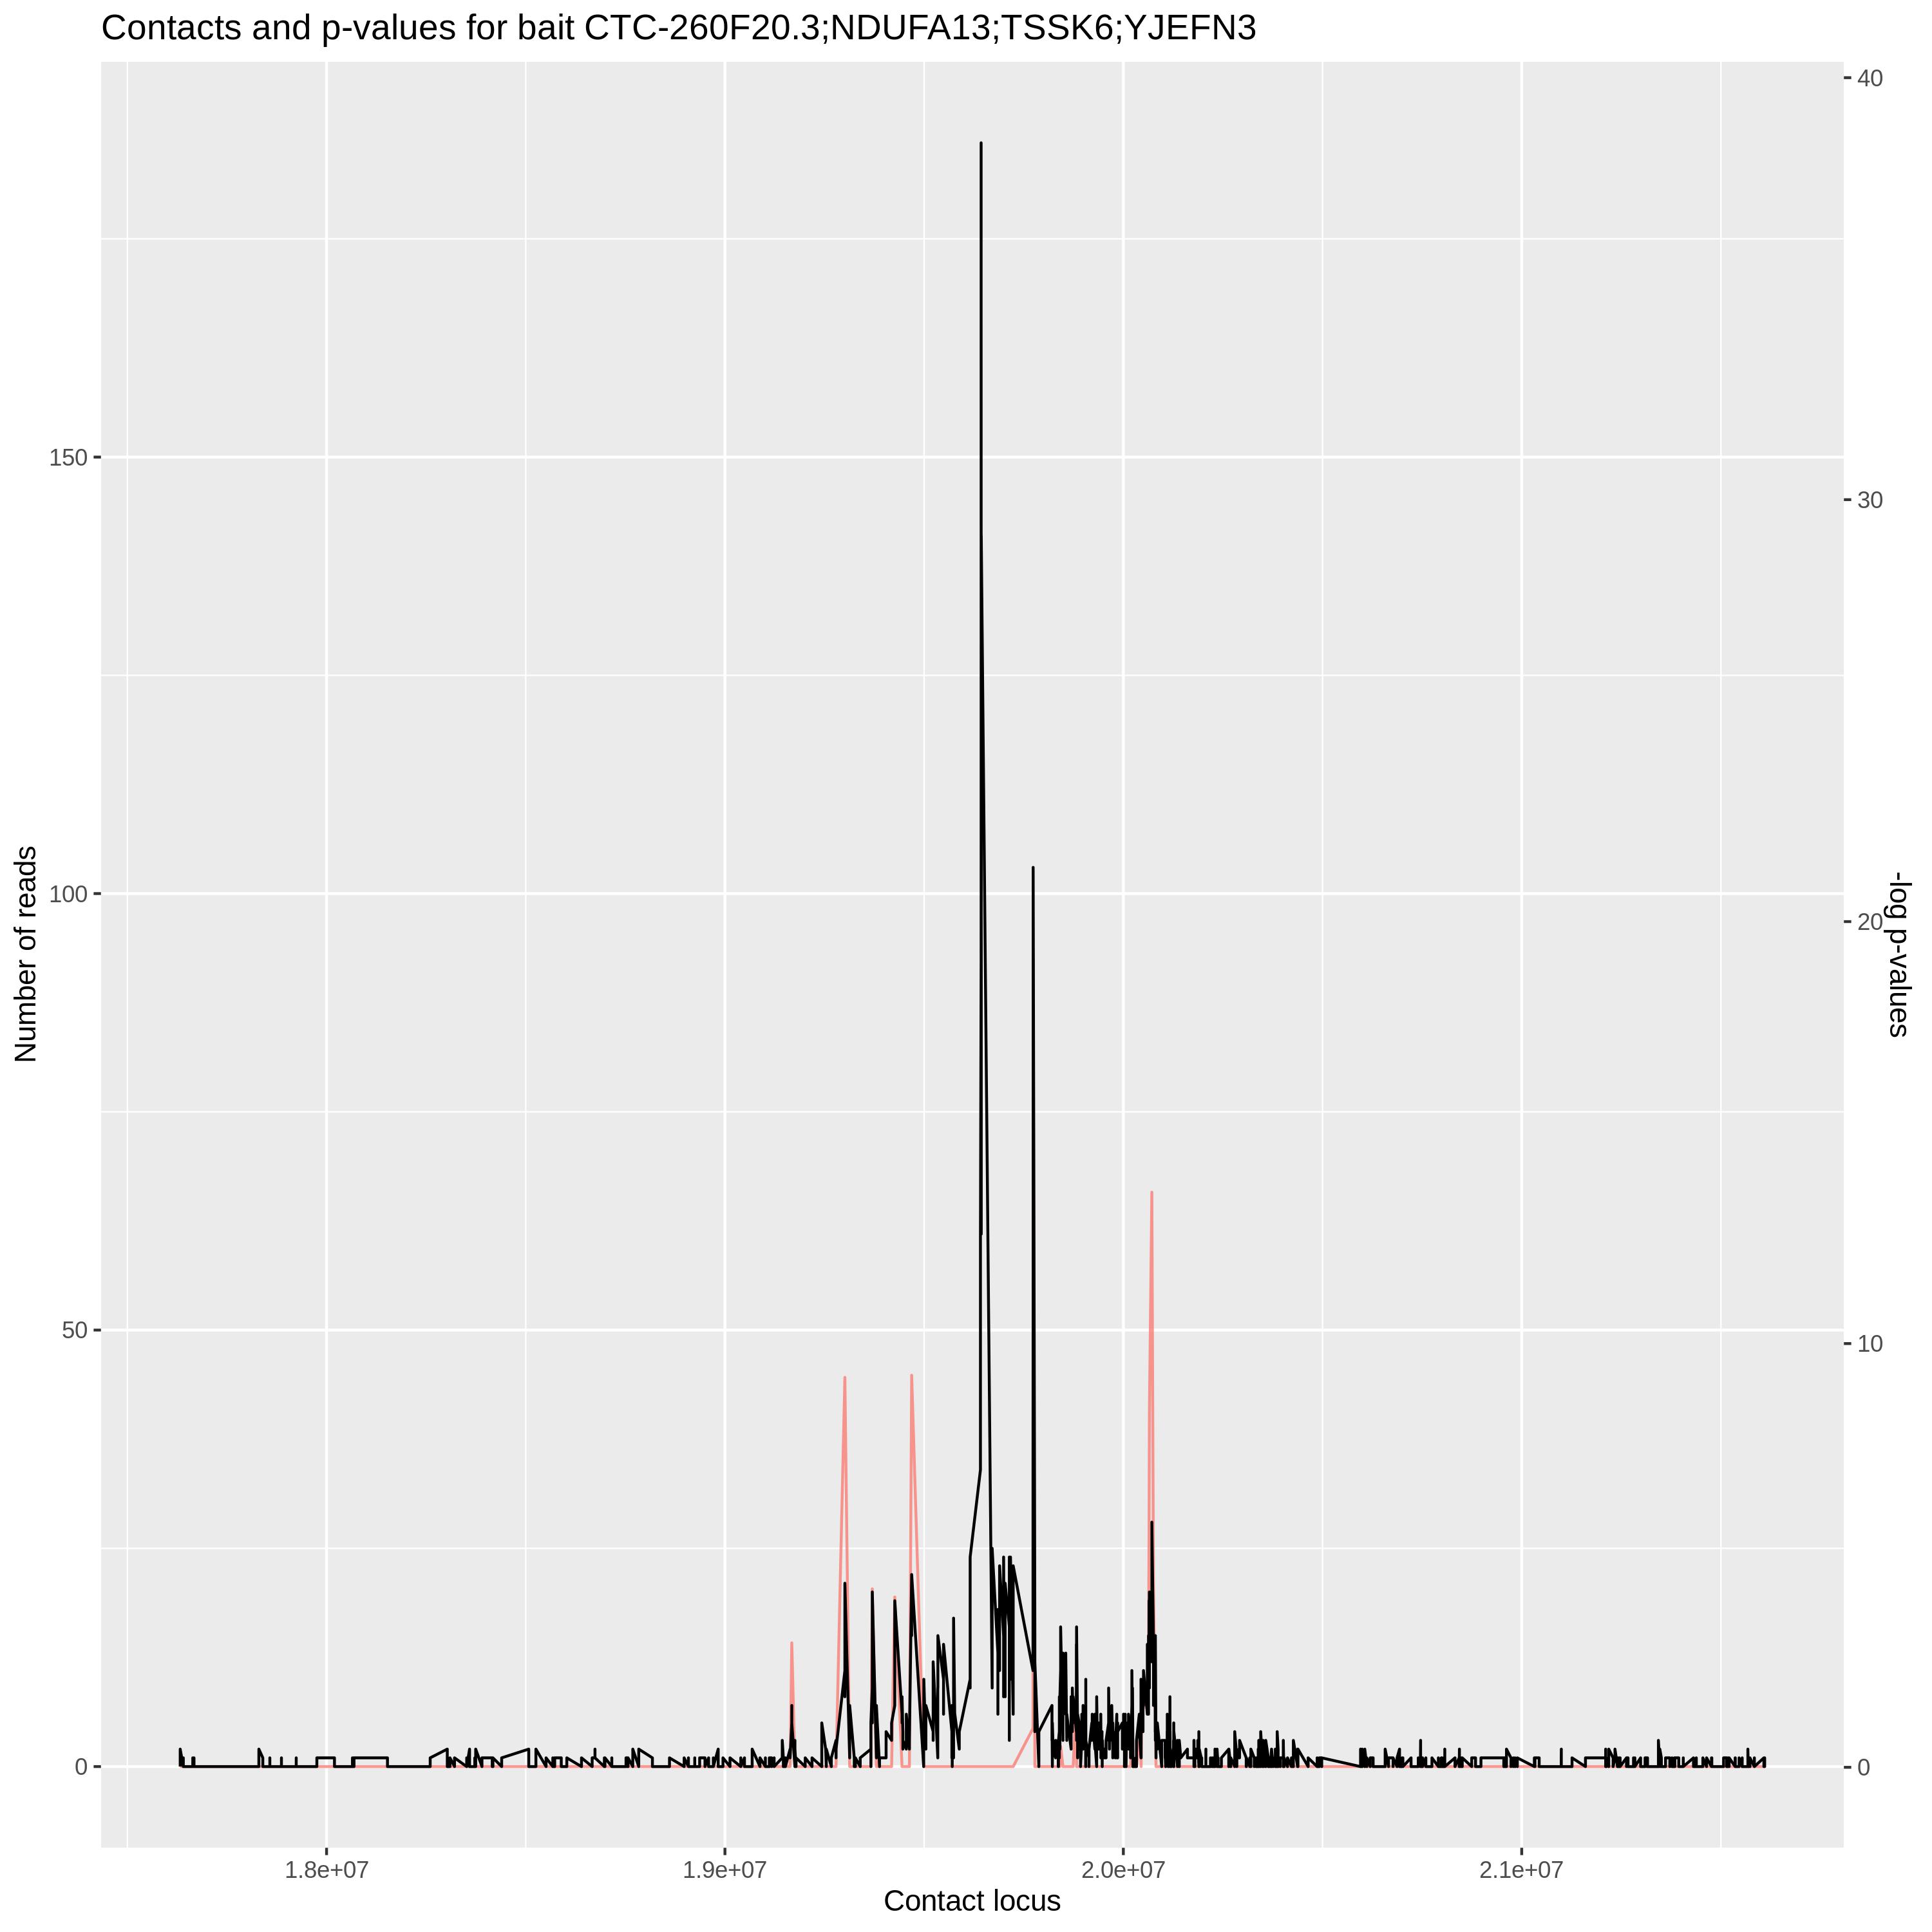 Contacts and p-values for bait CTC-260F20.3;NDUFA13;TSSK6;YJEFN3
40
150
30
100
20
Number of reads
-log p-values
50
10
0
0
1.8e+07
1.9e+07
2.0e+07
2.1e+07
Contact locus